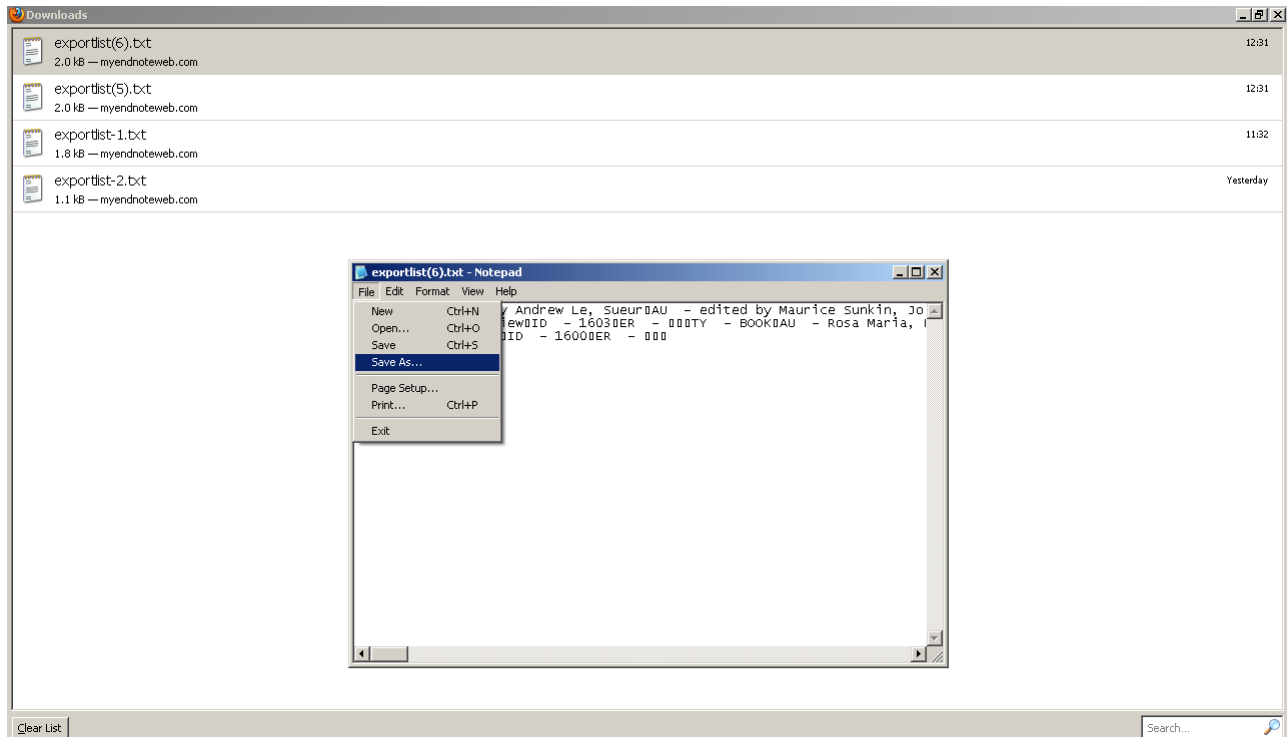 Downloads
exportlist(6).txt
12:31
2.0 kB — myendnoteweb.com
exportlist(5).txt
12:31
2.0 kB — myendnoteweb.com
exportlist-1.txt
11:32
1.8 kB — myendnoteweb.com
exportlist-2.txt
Yesterday
1.1 kB — myendnoteweb.com
exportlist(6).txt - Notepad
File Edit Format View Help
Andrew Le, Sueur▯AU - edited by Maurice Sunkin, Jo
iew▯ID - 1603▯ER - ▯▯▯TY - BOOK▯AU - Rosa Maria,
▯ID - 1600▯ER - ▯▯▯
New Ctrl+N
Open... Ctrl+O
Save Ctrl+S
Save As...
Page Setup...
Print... Ctrl+P
Exit
Clear List
Search...